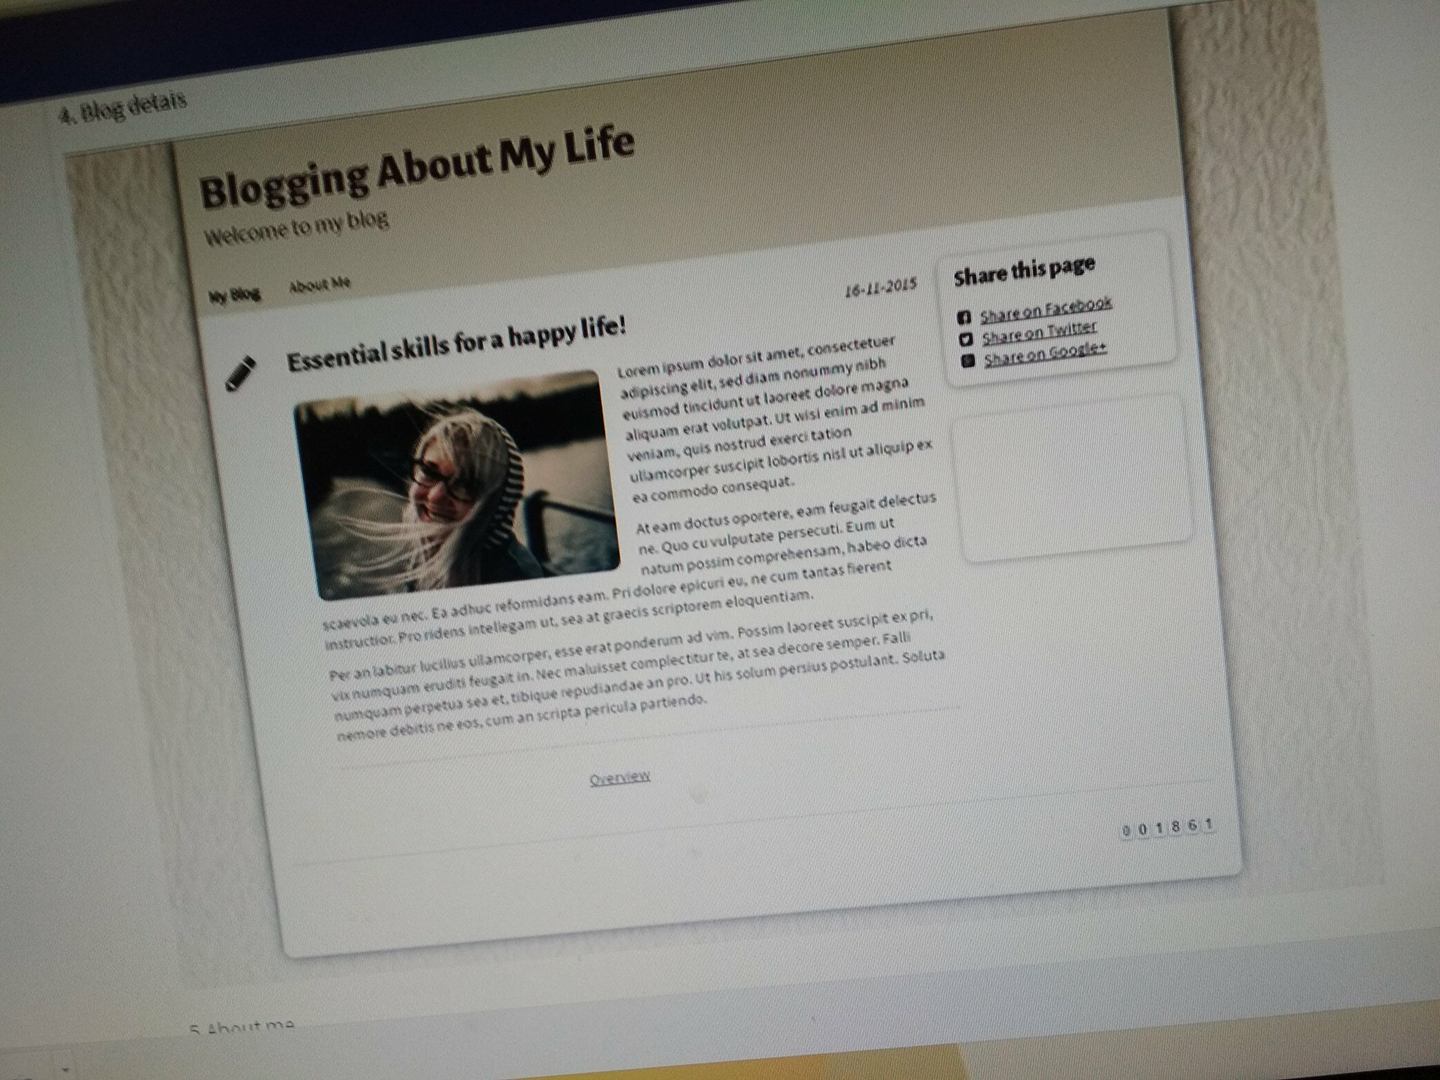 4. Blog detais
Blogging About My Life
Welcome to my blog
My Blog
About Me
16-11-2015
Essential skills for a happy life!
Lorem ipsum dolor sit amet, consectetuer
adipiscing elit, sed diam nonummy nibh
euismod tincidunt ut laoreet dolore magna
aliquam erat volutpat. Ut wisi enim ad minim
veniam, quis nostrud exerci tation
ullamcorper suscipit lobortis nisl ut aliquip ex
ea commodo consequat.
At eam doctus oportere, eam feugait delectus
ne. Quo cu vulputate persecuti. Eum ut
natum possim comprehensam, habeo dicta
scaevola eu nec. Ea adhuc reformidans eam. Pri dolore epicuri eu, ne cum tantas fierent
instructior. Pro ridens intellegam ut, sea at graecis scriptorem eloquentiam.
Per an labitur lucilius ullamcorper, esse erat ponderum ad vim. Possim laoreet suscipit ex pri,
vix numquam eruditi feugait in. Nec maluisset complectitur te, at sea decore semper. Falli
numquam perpetua sea et, tibique repudiandae an pro. Ut his solum persius postulant. Soluta
nemore debitis ne eos, cum an scripta pericula partiendo.
Overview
Share this page
Share on Facebook
Share on Twitter
Share on Google+
001861
5. About me